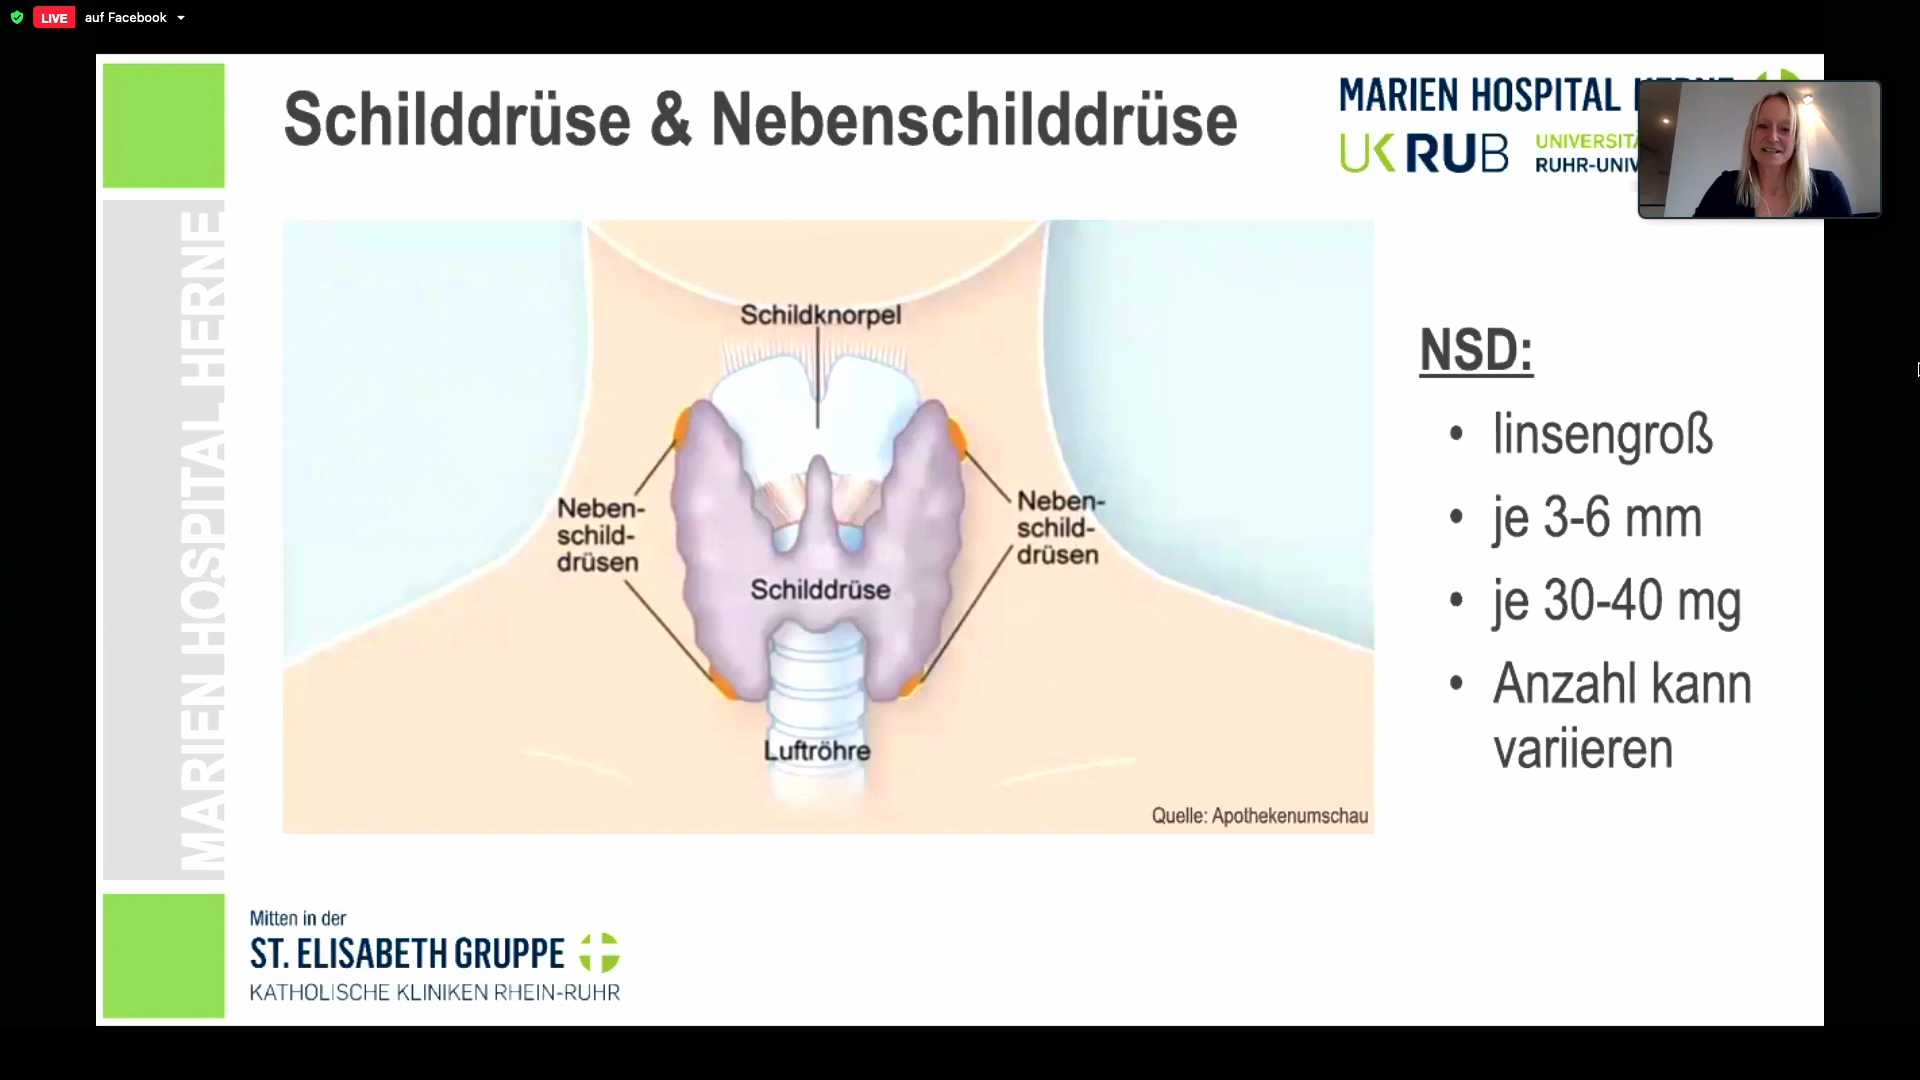 LIVE auf Facebook
Schilddrüse & Nebenschilddrüse
MARIEN HOSPITAL
UK RUB
RUHR-UNIV
MARIEN HOSPITAL HERNE
Schildknorpel
Neben-
schild-
drüsen
Neben-
schild-
drüsen
Schilddrüse
Luftröhre
Quelle: Apothekenumschau
NSD:
• linsengroß
• je 3-6 mm
• je 30-40 mg
• Anzahl kann
variieren
Mitten in der
ST. ELISABETH GRUPPE
KATHOLISCHE KLINIKEN RHEIN-RUHR